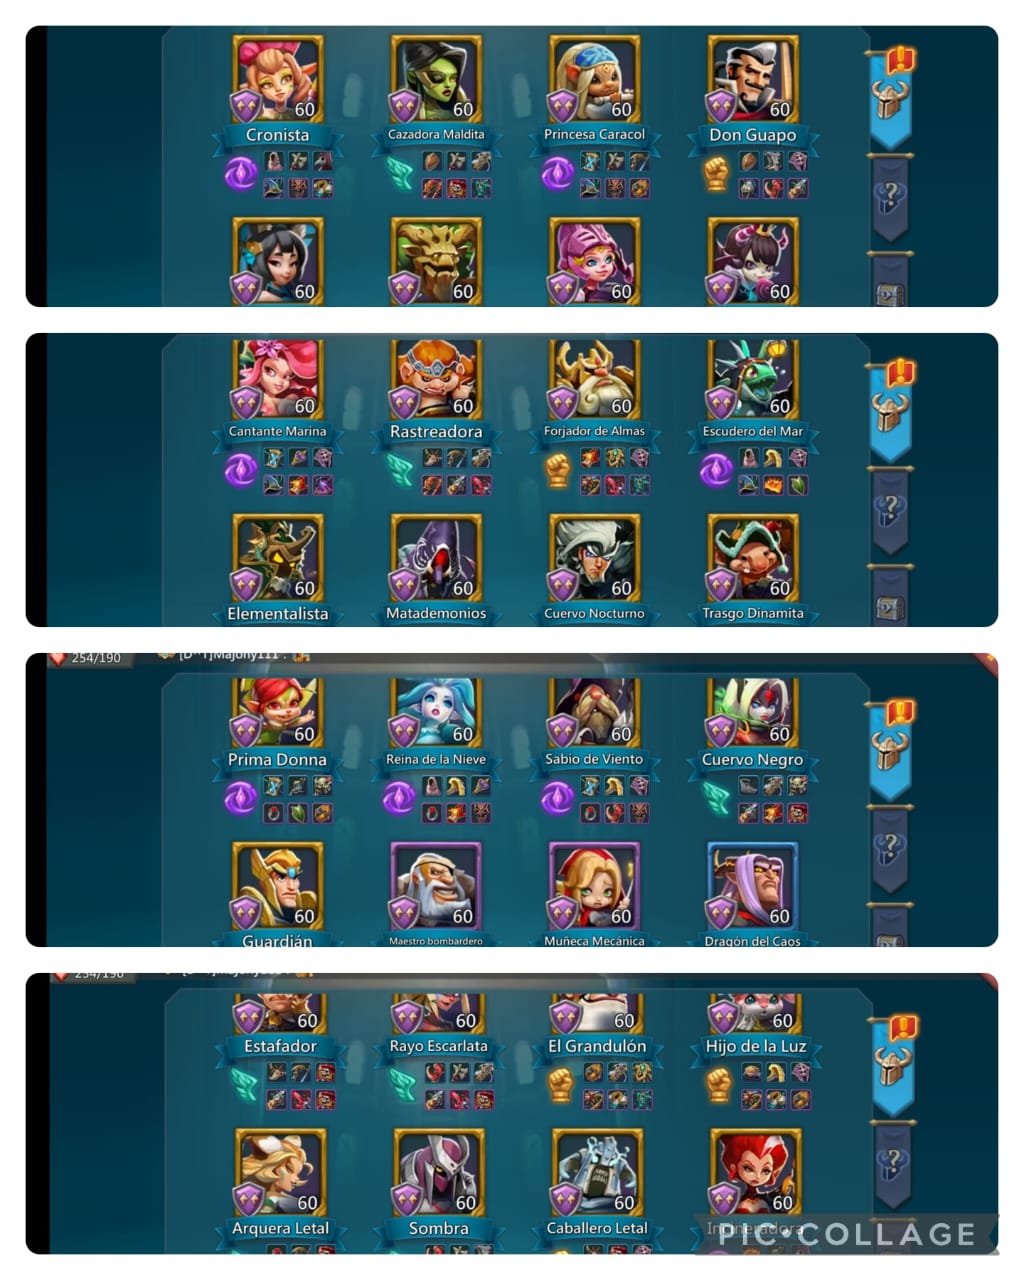 60 60 60 60
Cronista Cazadora Maldita Princesa Caracol Don Guapo
60 60 60 60
60 60 60 60
Cantante Marina Rastreadora Forjador de Almas Escudero del Mar
60 60 60 60
Elementalista Matademonios Cuervo Nocturno Trasgo Dinamita
254/190
60 60 60 60
Prima Donna Reina de la Nieve Sabio de Viento Cuervo Negro
60 60 60 60
Guardián Maestro bombardero Muñeca Mecánica Dragón del Caos
254/190
60 60 60 60
Estafador Rayo Escarlata El Grandulón Hijo de la Luz
60 60 60 60
Arquera Letal Sombra Caballero Letal Incineradora
PIC•COLLAGE